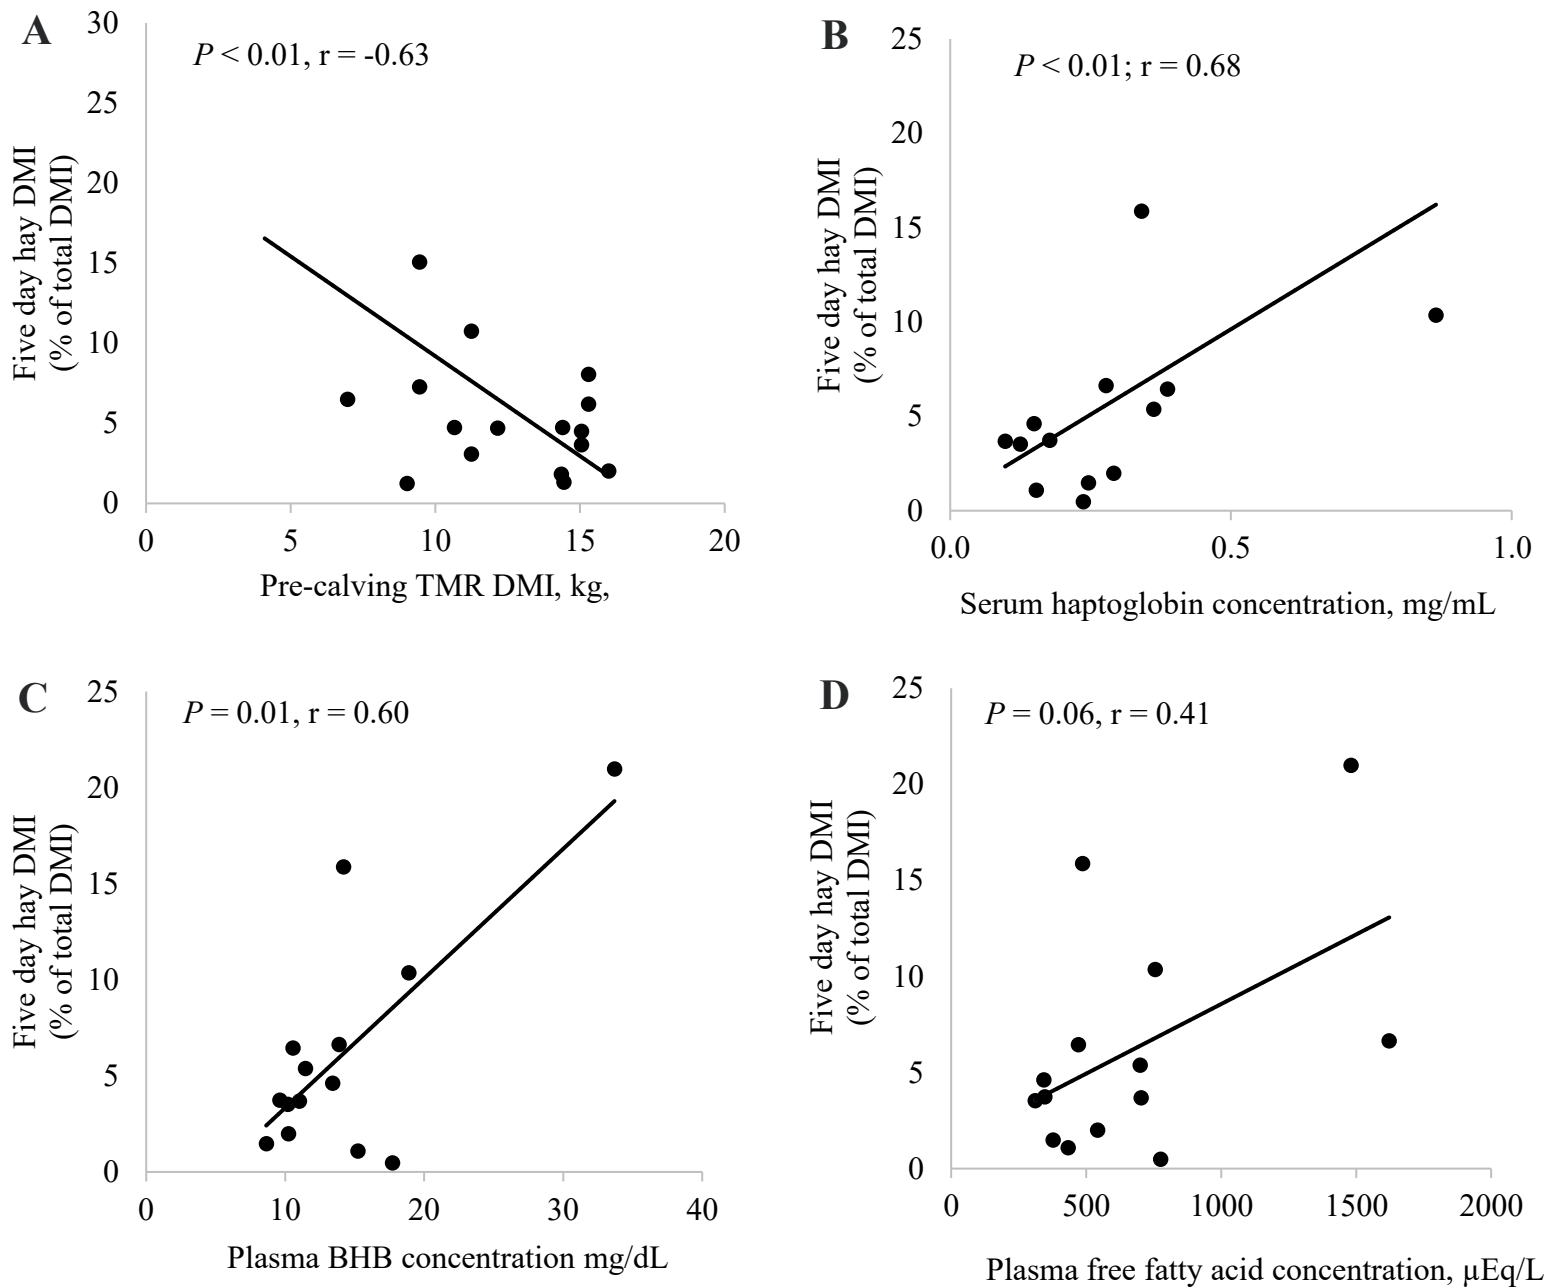 A
P < 0.01, r = -0.63
30
25
20
15
10
5
0
Five day hay DMI
(% of total DMI)
0 5 10 15 20
Pre-calving TMR DMI, kg,
B
P < 0.01; r = 0.68
25
20
15
10
5
0
Five day hay DMI
(% of total DMI)
0.0 0.5 1.0
Serum haptoglobin concentration, mg/mL
C
P = 0.01, r = 0.60
25
20
15
10
5
0
Five day hay DMI
(% of total DMI)
0 10 20 30 40
Plasma BHB concentration mg/dL
D
P = 0.06, r = 0.41
25
20
15
10
5
0
Five day hay DMI
(% of total DMI)
0 500 1000 1500 2000
Plasma free fatty acid concentration, µEq/L